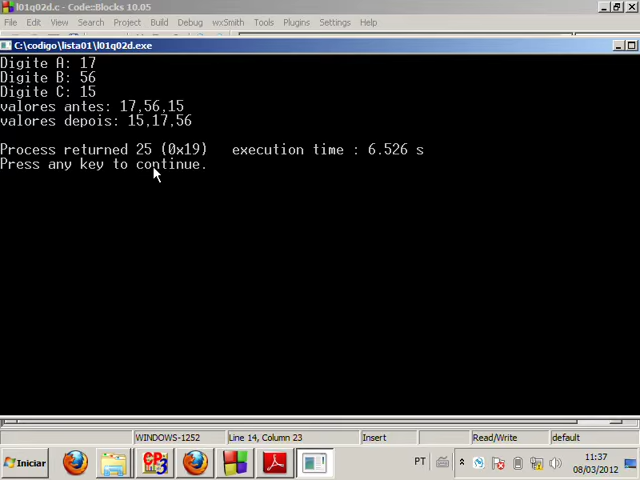 l01q02d.c - Code::Blocks 10.05
File Edit View Search Project Build Debug wxSmith Tools Plugins Settings Help
C:\codigo\lista01\l01q02d.exe
Digite A: 17
Digite B: 56
Digite C: 15
valores antes: 17,56,15
valores depois: 15,17,56
Process returned 25 (0x19)   execution time : 6.526 s
Press any key to continue.
WINDOWS-1252 Line 14, Column 23 Insert Read/Write default
Iniciar PT 11:37
08/03/2012